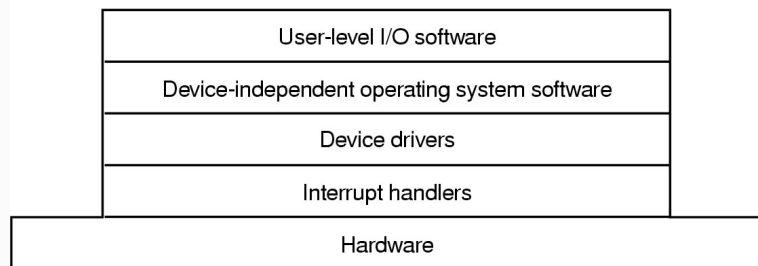 User-level I/O software
Device-independent operating system software
Device drivers
Interrupt handlers
Hardware